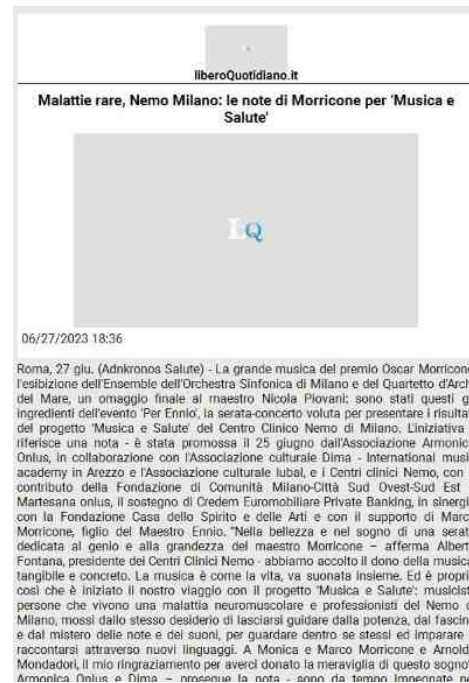 liberoQuotidiano.it
Malattie rare, Nemo Milano: le note di Morricone per 'Musica e
Salute'
LQ
06/27/2023 18:36
Roma, 27 giu. (Adnkronos Salute) - La grande musica del premio Oscar Morricone
l'esibizione dell'Ensemble dell'Orchestra Sinfonica di Milano e del Quartetto d'Arch
del Mare, un omaggio finale al maestro Nicola Piovani: sono stati questi g
ingredienti dell'evento 'Per Ennio', la serata-concerto voluta per presentare i risulta
del progetto 'Musica e Salute' del Centro Clinico Nemo di Milano. L'iniziativa
riferisce una nota - è stata promossa il 25 giugno dall'Associazione Armonic
Onlus, in collaborazione con l'Associazione culturale Dima - International musi
academy in Arezzo e l'Associazione culturale Iubal, e i Centri clinici Nemo, con
contributo della Fondazione di Comunità Milano-Città Sud Ovest-Sud Est
Martesana onlus, il sostegno di Credem Euromobiliare Private Banking, in sinergi
con la Fondazione Casa dello Spirito e delle Arti e con il supporto di Marc
Morricone, figlio del Maestro Ennio. "Nella bellezza e nel sogno di una serat
dedicata al genio e alla grandezza del maestro Morricone – afferma Albert
Fontana, presidente dei Centri Clinici Nemo - abbiamo accolto il dono della music
tangibile e concreto. La musica è come la vita, va suonata insieme. Ed è propri
così che è iniziato il nostro viaggio con il progetto 'Musica e Salute': musicist
persone che vivono una malattia neuromuscolare e professionisti del Nemo d
Milano, mossi dallo stesso desiderio di lasciarsi guidare dalla potenza, dal fascin
e dal mistero delle note e dei suoni, per guardare dentro se stessi ed imparare
raccontarsi attraverso nuovi linguaggi. A Monica e Marco Morricone e Arnold
Mondadori, il mio ringraziamento per averci donato la meraviglia di questo sogno"
Armonica Onlus e Dima – prosegue la nota - sono da tempo impegnate ne